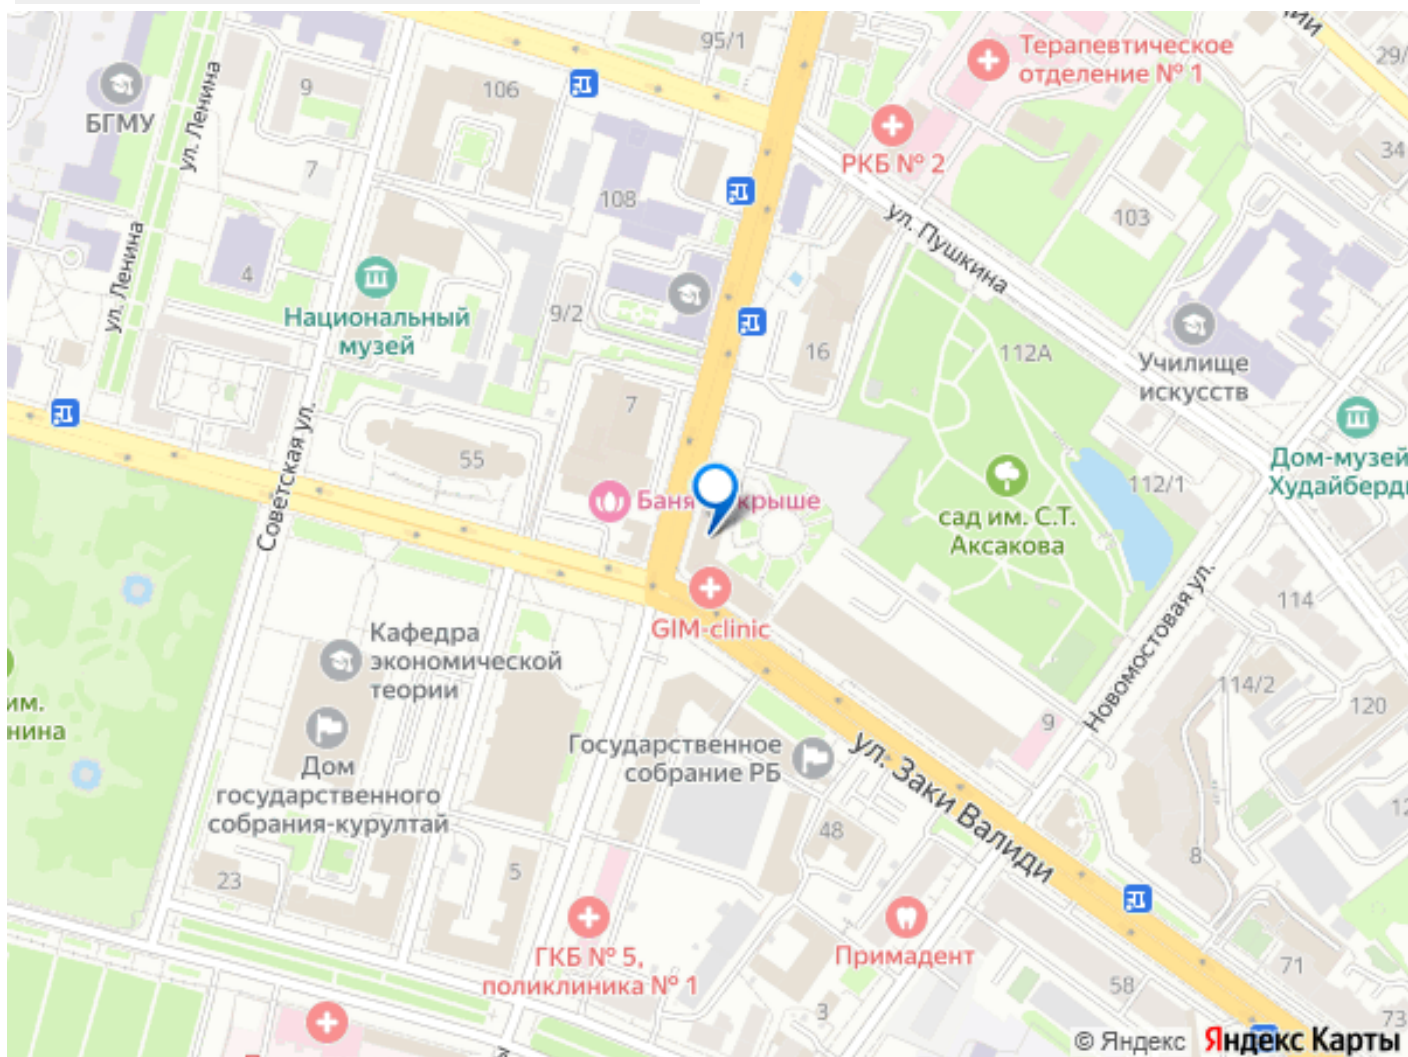 95/1
Терапевтическое
отделение № 1
29/
БГМУ
ул. Ленина
9
106
РКБ № 2
34
7
108
103
ул. Пушкина
ул. Ленина
4
Национальный
музей
9/2
16
112А
Училище
искусств
7
Советская ул.
55
Дом-музей
Худайберд
Баня
крыше
сад им. С.Т.
Аксакова
112/1
GIM-clinic
114
Кафедра
экономической
теории
им.
нина
Новомостовая ул.
114/2
120
9
Государственное
собрание РБ
ул. Заки Валиди
Дом
государственного
собрания-курултай
48
12
8
23
5
ГКБ № 5,
поликлиника № 1
Примадент
71
58
3
73
© Яндекс Яндекс Карты